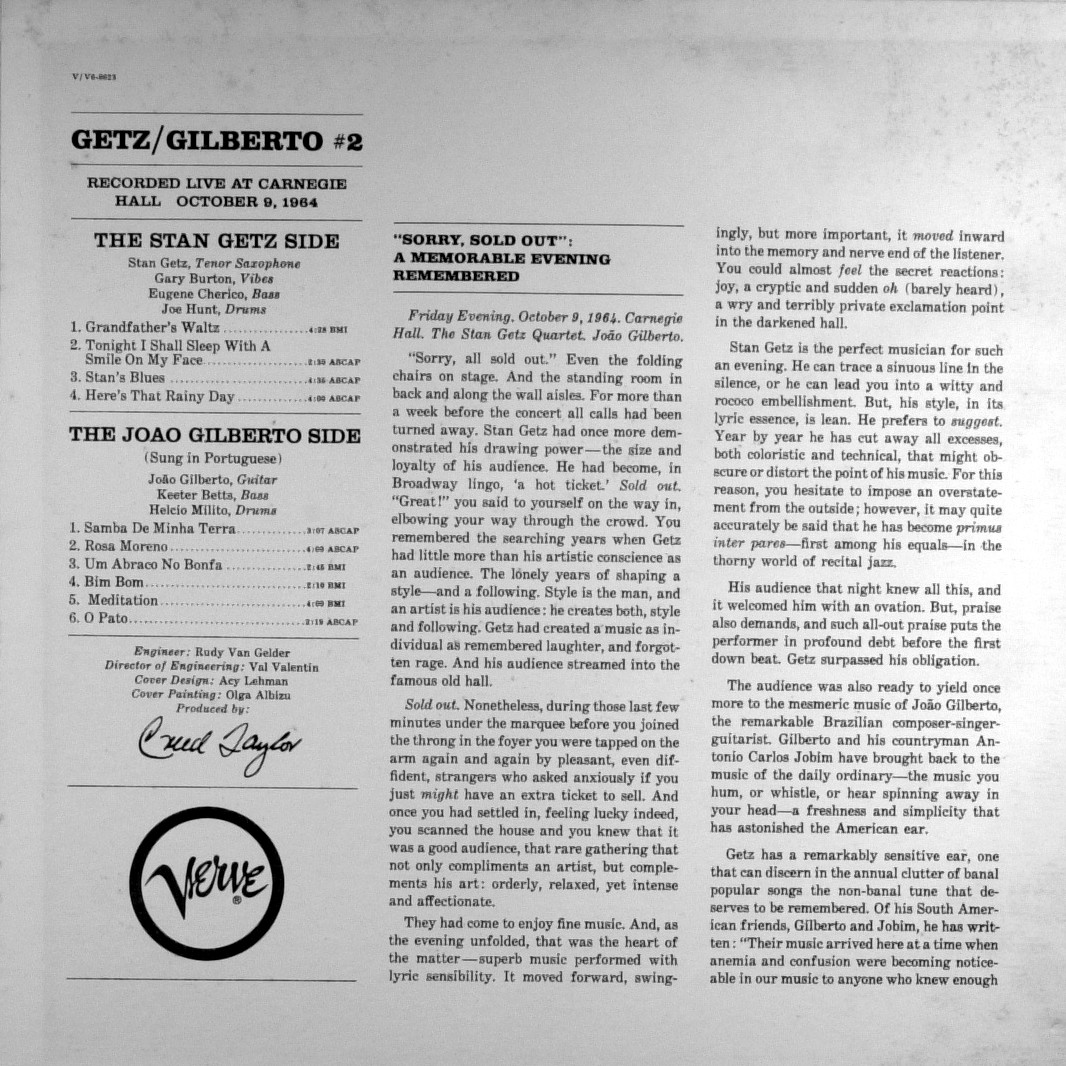 V/V6-8623
GETZ/GILBERTO #2
RECORDED LIVE AT CARNEGIE
HALL OCTOBER 9, 1964
THE STAN GETZ SIDE
Stan Getz, Tenor Saxophone
Gary Burton, Vibes
Eugene Cherico, Bass
Joe Hunt, Drums
1. Grandfather's Waltz ..................4:28 BMI
2. Tonight I Shall Sleep With A
Smile On My Face......................2:30 ASCAP
3. Stan's Blues ..............................4:35 ASCAP
4. Here's That Rainy Day ...............4:00 ASCAP
THE JOAO GILBERTO SIDE
(Sung in Portuguese)
João Gilberto, Guitar
Keeter Betts, Bass
Helcio Milito, Drums
1. Samba De Minha Terra...............3:07 ASCAP
2. Rosa Moreno.............................4:09 ASCAP
3. Um Abraco No Bonfa .................2:45 BMI
4. Bim Bom...................................2:10 BMI
5. Meditation ................................4:09 BMI
6. O Pato.......................................2:19 ASCAP
Engineer: Rudy Van Gelder
Director of Engineering: Val Valentin
Cover Design: Acy Lehman
Cover Painting: Olga Albizu
Produced by:
Creed Taylor
Verve ®
"SORRY, SOLD OUT":
A MEMORABLE EVENING
REMEMBERED
Friday Evening. October 9, 1964. Carnegie
Hall. The Stan Getz Quartet. João Gilberto.
"Sorry, all sold out." Even the folding
chairs on stage. And the standing room in
back and along the wall aisles. For more than
a week before the concert all calls had been
turned away. Stan Getz had once more dem-
onstrated his drawing power—the size and
loyalty of his audience. He had become, in
Broadway lingo, 'a hot ticket.' Sold out.
"Great!" you said to yourself on the way in,
elbowing your way through the crowd. You
remembered the searching years when Getz
had little more than his artistic conscience as
an audience. The lonely years of shaping a
style—and a following. Style is the man, and
an artist is his audience: he creates both, style
and following. Getz had created a music as in-
dividual as remembered laughter, and forgot-
ten rage. And his audience streamed into the
famous old hall.
Sold out. Nonetheless, during those last few
minutes under the marquee before you joined
the throng in the foyer you were tapped on the
arm again and again by pleasant, even dif-
fident, strangers who asked anxiously if you
just might have an extra ticket to sell. And
once you had settled in, feeling lucky indeed,
you scanned the house and you knew that it
was a good audience, that rare gathering that
not only compliments an artist, but comple-
ments his art: orderly, relaxed, yet intense
and affectionate.
They had come to enjoy fine music. And, as
the evening unfolded, that was the heart of
the matter—superb music performed with
lyric sensibility. It moved forward, swing-
ingly, but more important, it moved inward
into the memory and nerve end of the listener.
You could almost feel the secret reactions:
joy, a cryptic and sudden oh (barely heard),
a wry and terribly private exclamation point
in the darkened hall.
Stan Getz is the perfect musician for such
an evening. He can trace a sinuous line in the
silence, or he can lead you into a witty and
rococo embellishment. But, his style, in its
lyric essence, is lean. He prefers to suggest.
Year by year he has cut away all excesses,
both coloristic and technical, that might ob-
scure or distort the point of his music. For this
reason, you hesitate to impose an overstate-
ment from the outside; however, it may quite
accurately be said that he has become primus
inter pares—first among his equals—in the
thorny world of recital jazz.
His audience that night knew all this, and
it welcomed him with an ovation. But, praise
also demands, and such all-out praise puts the
performer in profound debt before the first
down beat. Getz surpassed his obligation.
The audience was also ready to yield once
more to the mesmeric music of João Gilberto,
the remarkable Brazilian composer-singer-
guitarist. Gilberto and his countryman An-
tonio Carlos Jobim have brought back to the
music of the daily ordinary—the music you
hum, or whistle, or hear spinning away in
your head—a freshness and simplicity that
has astonished the American ear.
Getz has a remarkably sensitive ear, one
that can discern in the annual clutter of banal
popular songs the non-banal tune that de-
serves to be remembered. Of his South Amer-
ican friends, Gilberto and Jobim, he has writ-
ten: "Their music arrived here at a time when
anemia and confusion were becoming notice-
able in our music to anyone who knew enough